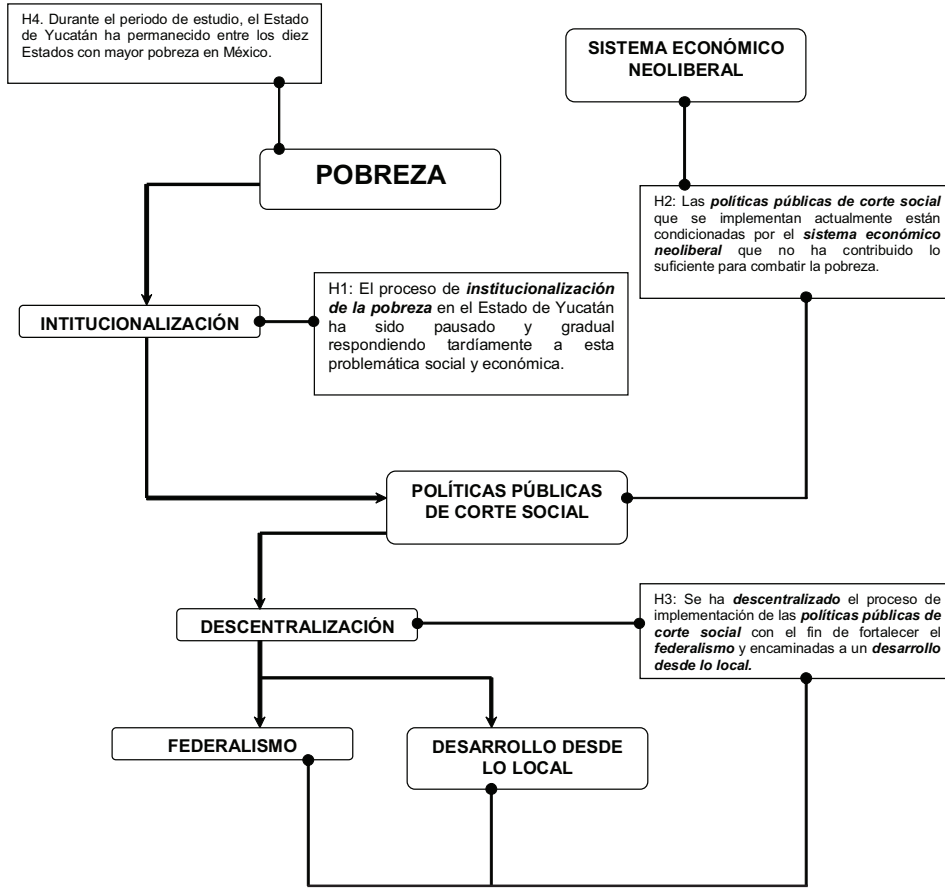 H4. Durante el periodo de estudio, el Estado
de Yucatán ha permanecido entre los diez
Estados con mayor pobreza en México.
SISTEMA ECONÓMICO
NEOLIBERAL
POBREZA
H2: Las políticas públicas de corte social
que se implementan actualmente están
condicionadas por el sistema económico
neoliberal que no ha contribuido lo
suficiente para combatir la pobreza.
INTITUCIONALIZACIÓN
H1: El proceso de institucionalización
de la pobreza en el Estado de Yucatán
ha sido pausado y gradual
respondiendo tardíamente a esta
problemática social y económica.
POLÍTICAS PÚBLICAS
DE CORTE SOCIAL
DESCENTRALIZACIÓN
H3: Se ha descentralizado el proceso de
implementación de las políticas públicas de
corte social con el fin de fortalecer el
federalismo y encaminadas a un desarrollo
desde lo local.
FEDERALISMO
DESARROLLO DESDE
LO LOCAL